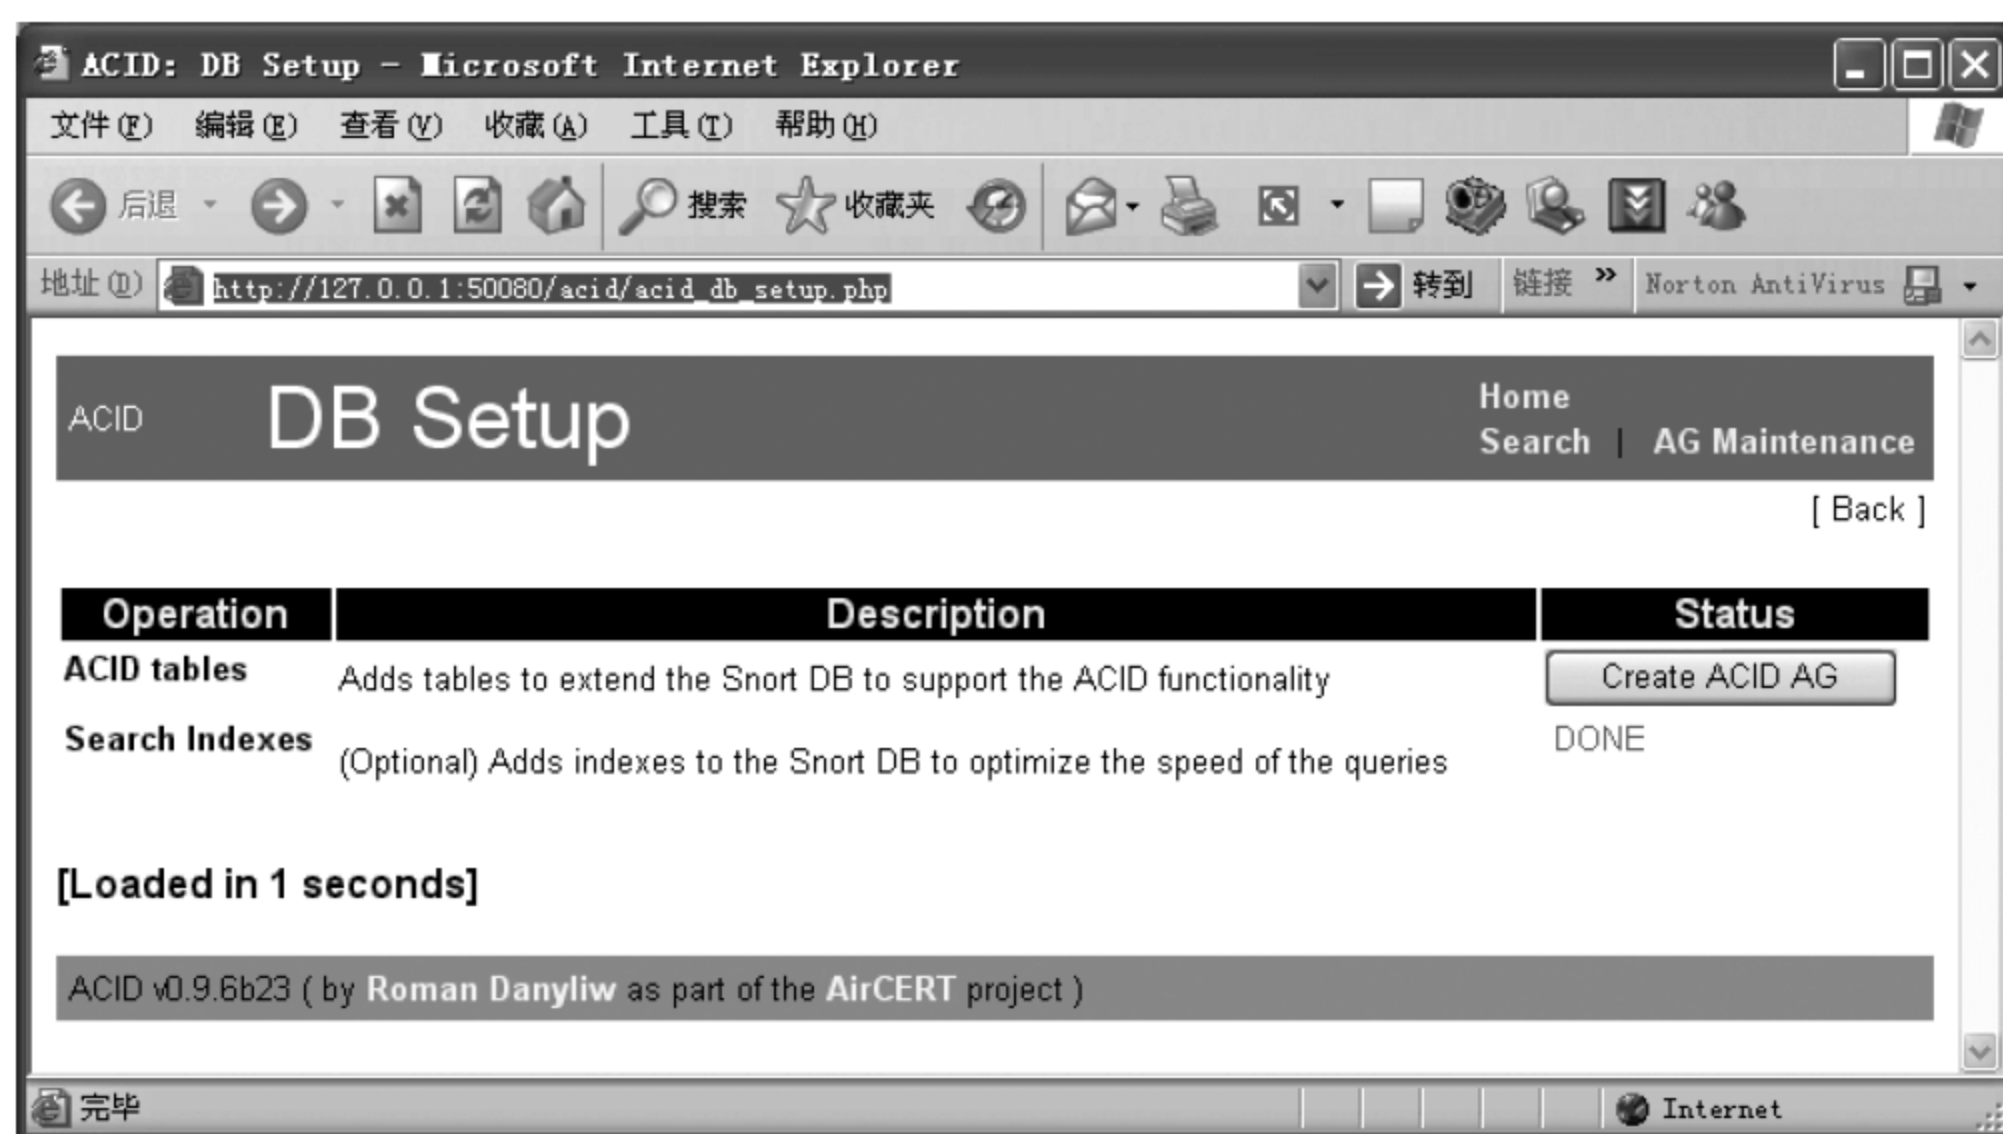 ACID: DB Setup - Microsoft Internet Explorer
文件(F) 编辑(E) 查看(V) 收藏(A) 工具(T) 帮助(H)
后退 搜索 收藏夹
地址(D) http://127.0.0.1:50080/acid/acid_db_setup.php 转到 链接 » Norton AntiVirus
ACID DB Setup
Home
Search | AG Maintenance
[ Back ]
Operation Description Status
ACID tables Adds tables to extend the Snort DB to support the ACID functionality Create ACID AG
Search Indexes (Optional) Adds indexes to the Snort DB to optimize the speed of the queries DONE
[Loaded in 1 seconds]
ACID v0.9.6b23 ( by Roman Danyliw as part of the AirCERT project )
完毕 Internet